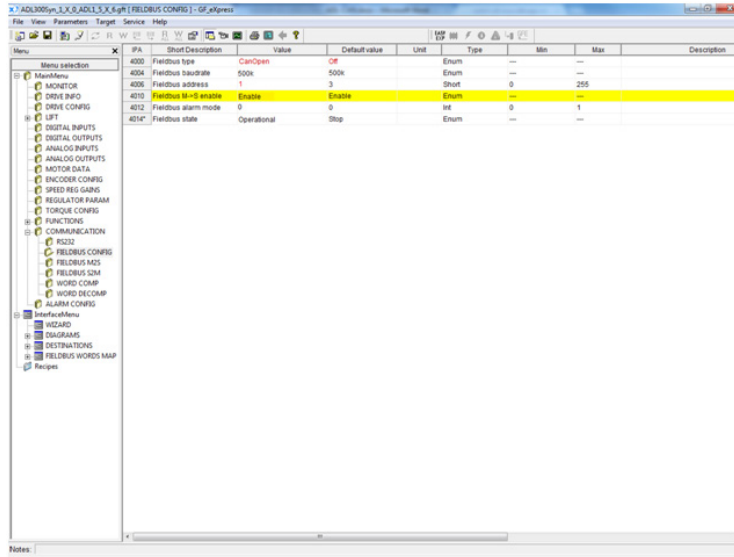 ADL300Syn_3_X_0_ADL1_5_X_6.gft [ FIELDBUS CONFIG ] - GF_eXpress
File View Parameters Target Service Help
Menu
Menu selection
MainMenu
MONITOR
DRIVE INFO
DRIVE CONFIG
LIFT
DIGITAL INPUTS
DIGITAL OUTPUTS
ANALOG INPUTS
ANALOG OUTPUTS
MOTOR DATA
ENCODER CONFIG
SPEED REG GAINS
REGULATOR PARAM
TORQUE CONFIG
FUNCTIONS
COMMUNICATION
RS232
FIELDBUS CONFIG
FIELDBUS M2S
FIELDBUS S2M
WORD COMP
WORD DECOMP
ALARM CONFIG
InterfaceMenu
WIZARD
DIAGRAMS
DESTINATIONS
FIELDBUS WORDS MAP
Recipes
IPA Short Description Value Default value Unit Type Min Max Description
4000 Fieldbus type CanOpen Off Enum --- ---
4004 Fieldbus baudrate 500k 500k Enum --- ---
4006 Fieldbus address 1 3 Short 0 255
4010 Fieldbus M->S enable Enable Enable Enum --- ---
4012 Fieldbus alarm mode 0 0 Int 0 1
4014* Fieldbus state Operational Stop Enum --- ---
Notes: